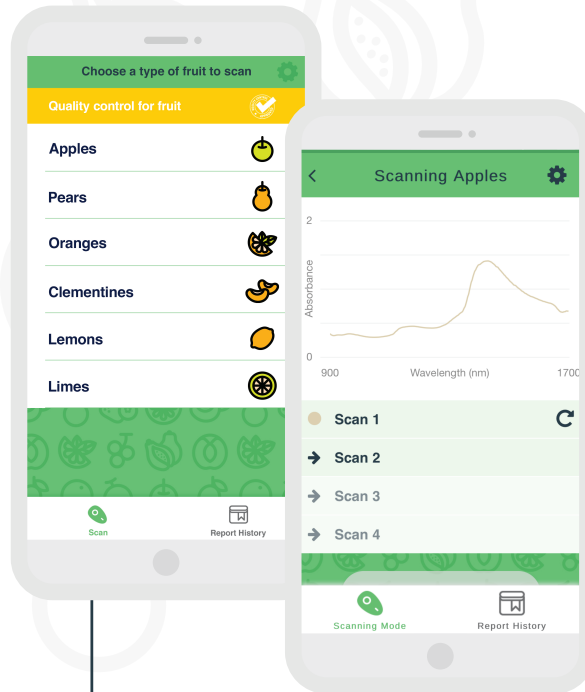 Choose a type of fruit to scan
Quality control for fruit
Apples
Pears
Oranges
Clementines
Lemons
Limes
Scan
Report History
Scanning Apples
2
Absorbance
0
900
Wavelength (nm)
1700
Scan 1
Scan 2
Scan 3
Scan 4
Scanning Mode
Report History